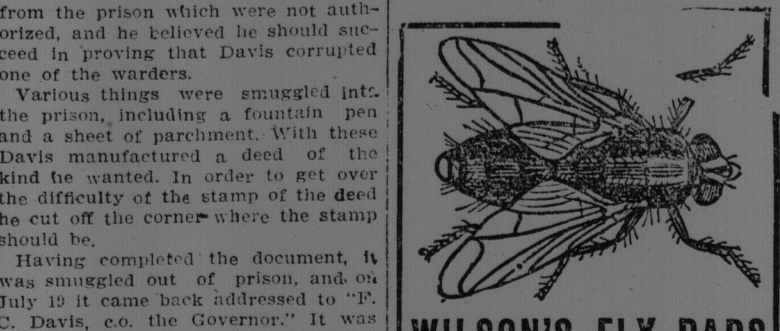 from the prison which were not auth-
orized, and he believed he should suc-
ceed in proving that Davis corrupted
one of the warders.
Various things were smuggled into
the prison, including a fountain pen
and a sheet of parchment. With these
Davis manufactured a deed of the
kind he wanted. In order to get over
the difficulty of the stamp of the deed
he cut off the corner where the stamp
should be.
Having completed the document, it
was smuggled out of prison, and on
July 19 it came back addressed to "F.
C. Davis, c.o. the Governor." It was
WILSON'S FLY PADS